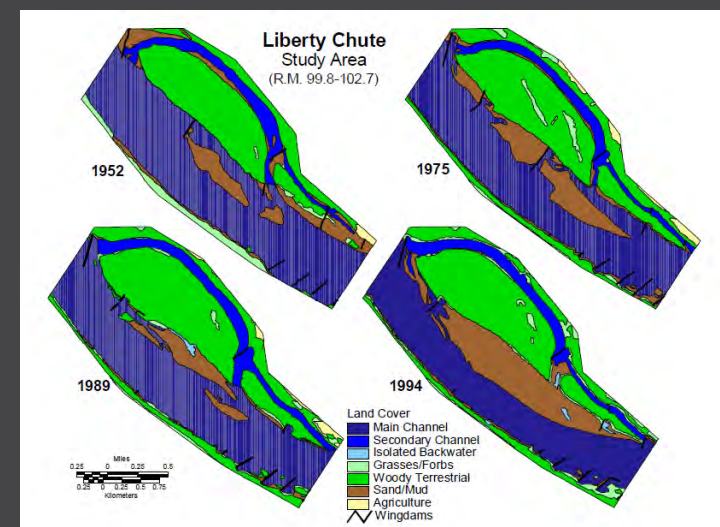 Liberty Chute
Study Area
(R.M. 99.8-102.7)
1952
1975
1989
1994
Land Cover
Main Channel
Secondary Channel
Isolated Backwater
Grasses/Forbs
Woody Terrestrial
Sand/Mud
Agriculture
Wingdams
Miles
0.25 0 0.25 0.5
0.25 0 0.25 0.5 0.75
Kilometers